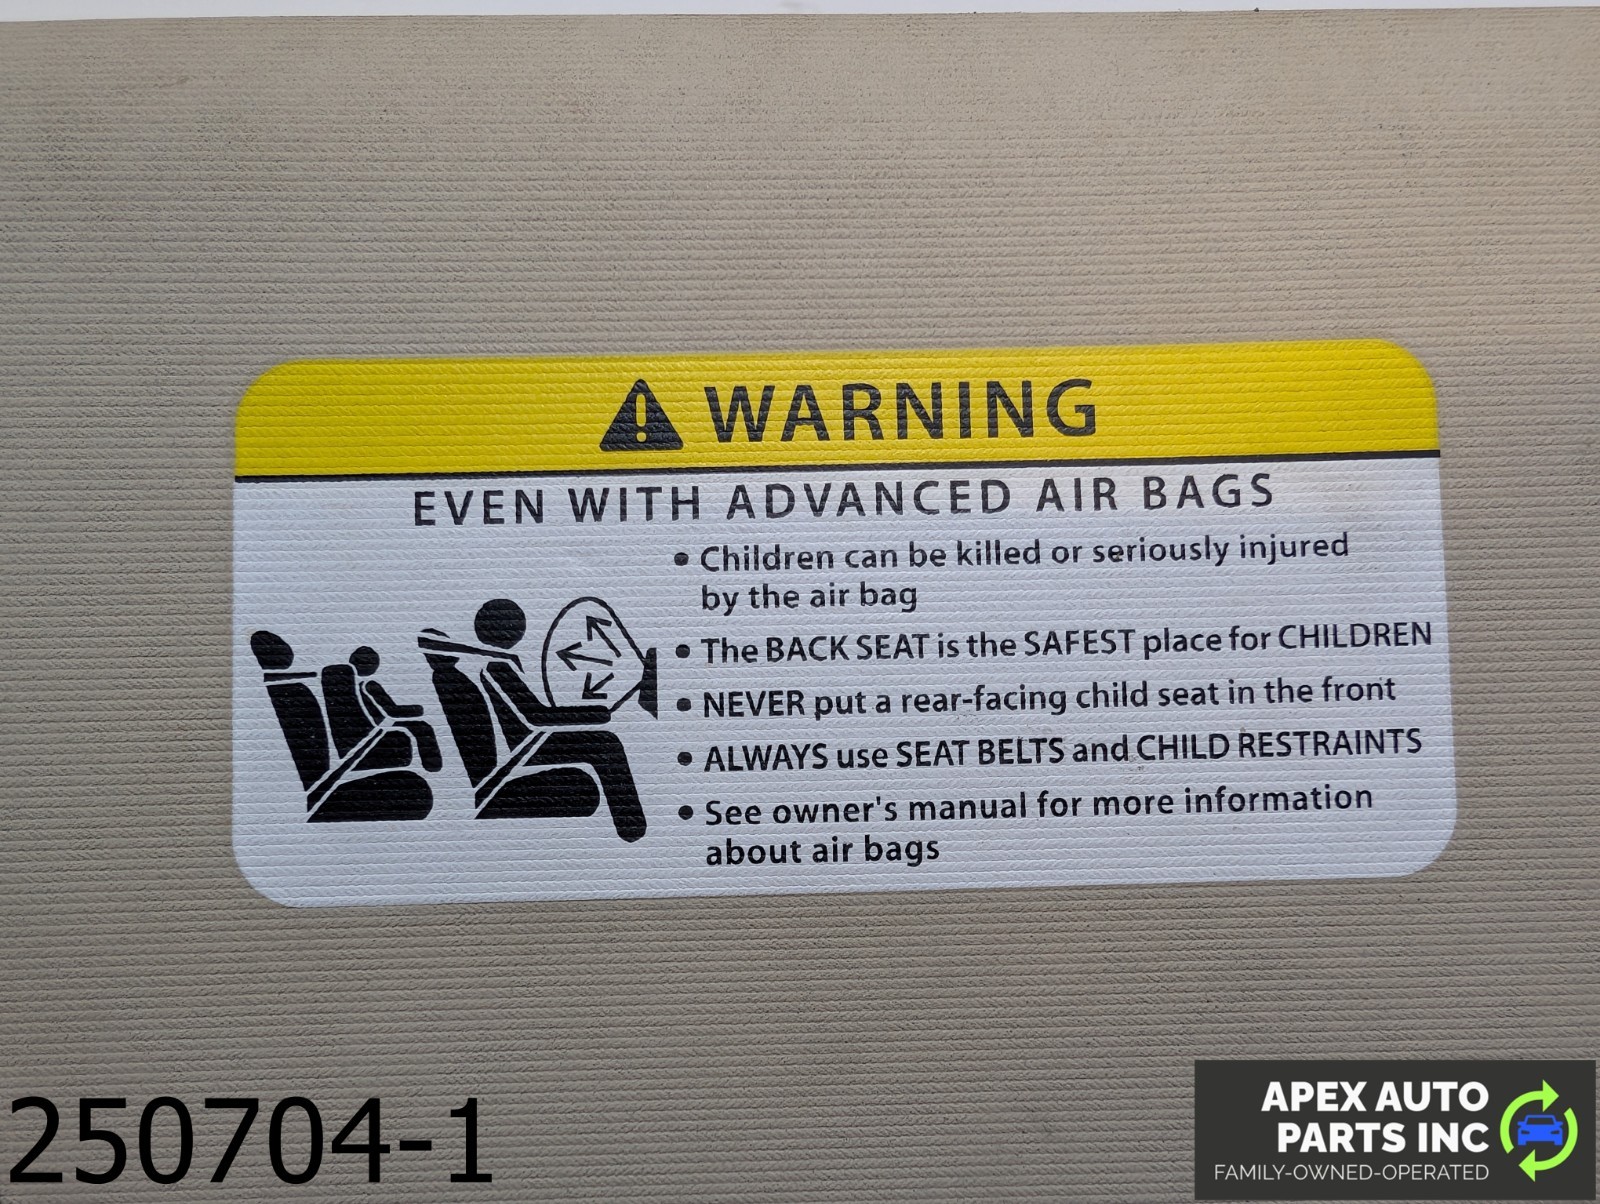 WARNING
EVEN WITH ADVANCED AIR BAGS
• Children can be killed or seriously injured
by the air bag
• The BACK SEAT is the SAFEST place for CHILDREN
• NEVER put a rear-facing child seat in the front
• ALWAYS use SEAT BELTS and CHILD RESTRAINTS
• See owner's manual for more information
about air bags
250704-1
APEX AUTO
PARTS INC
FAMILY-OWNED-OPERATED